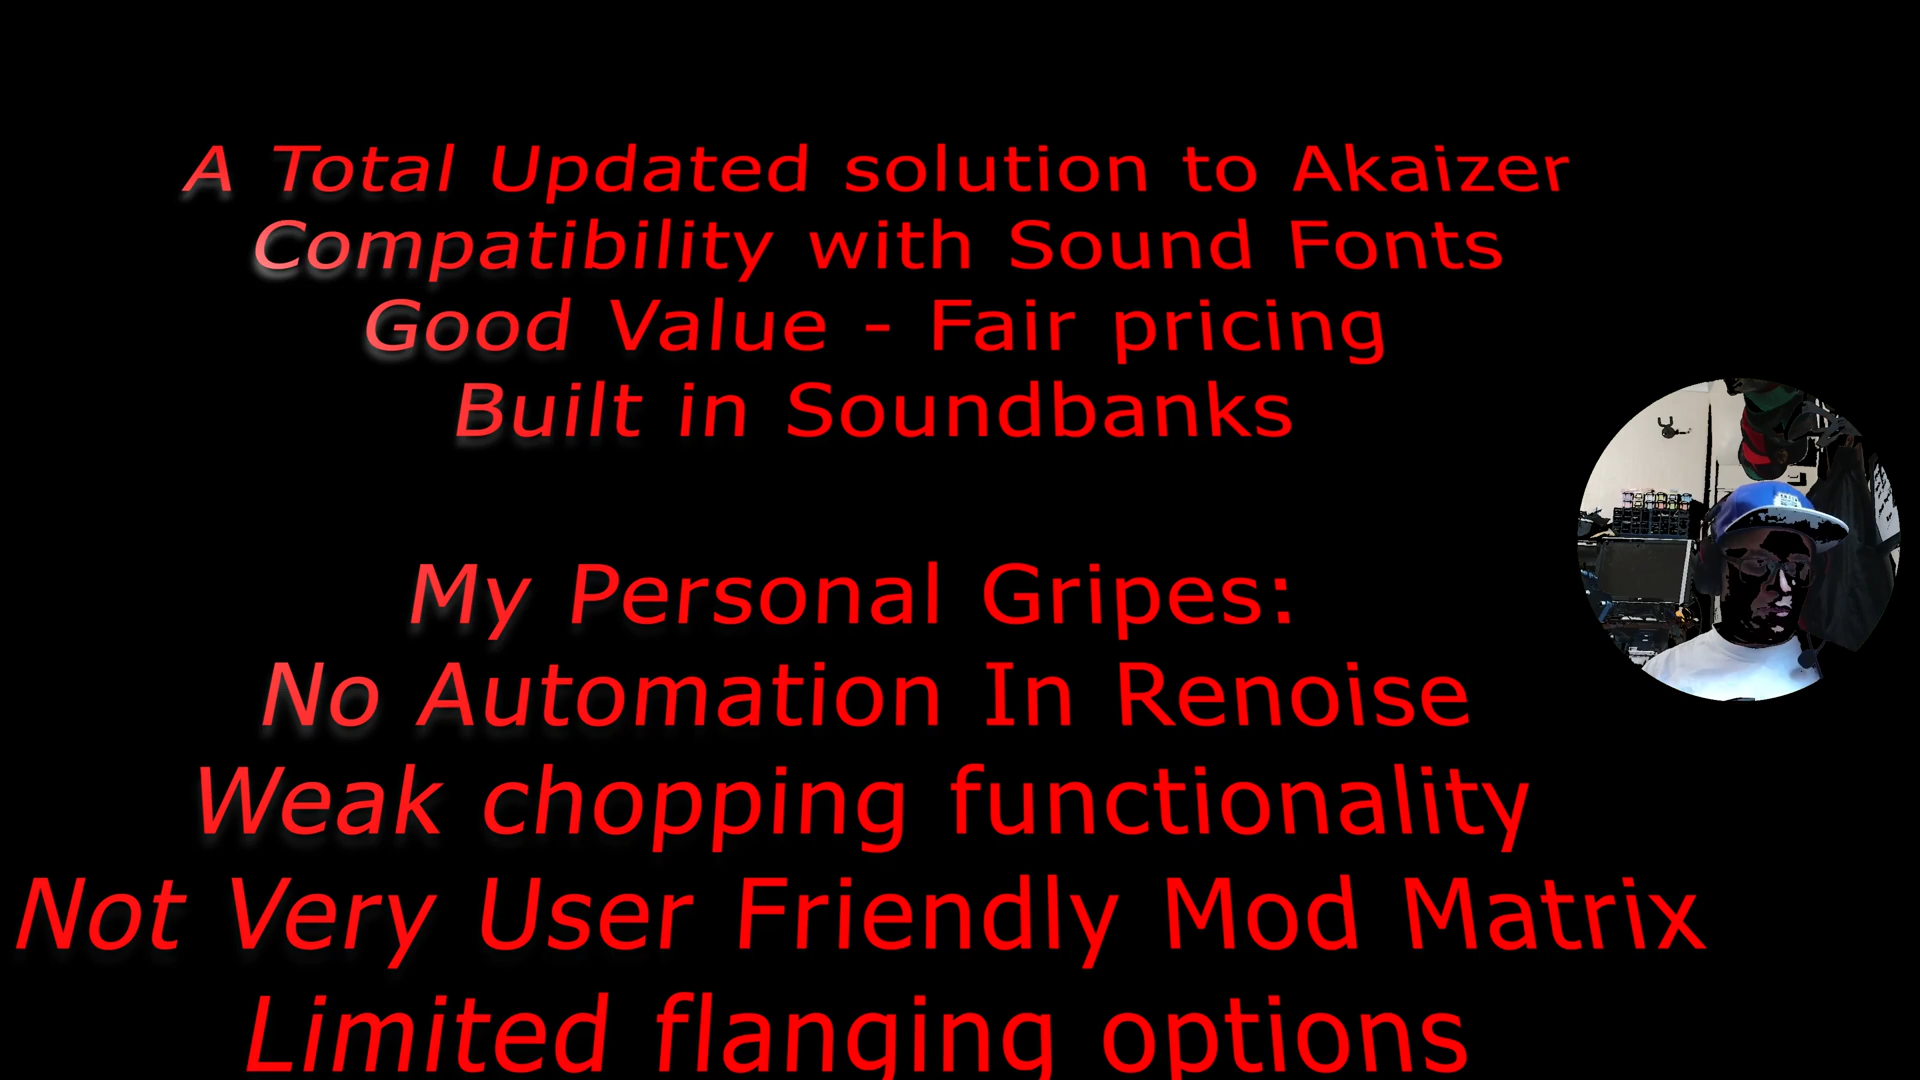 A Total Updated solution to Akaizer
Compatibility with Sound Fonts
Good Value - Fair pricing
Built in Soundbanks
My Personal Gripes:
No Automation In Renoise
Weak chopping functionality
Not Very User Friendly Mod Matrix
Limited flanging options